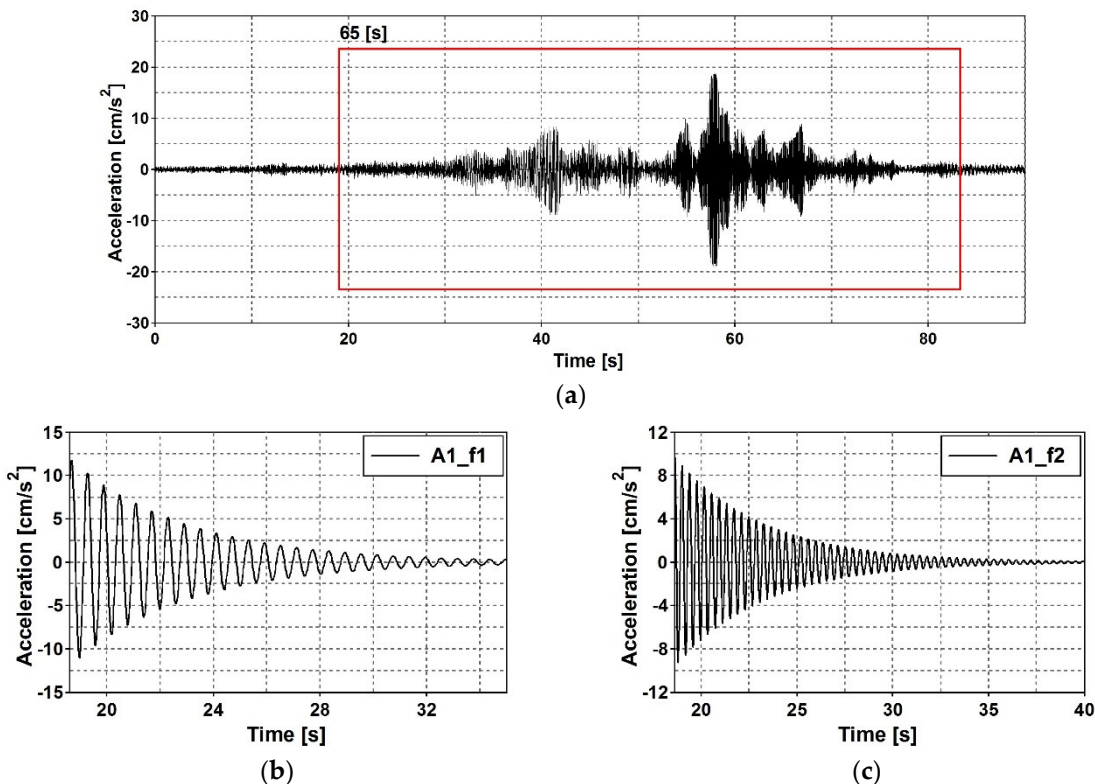 30
65 [s]
20
10
0
-10
-20
-30
Acceleration [cm/s²]
0 20 40 60 80
Time [s]
(a)
15
10
5
0
-5
-10
-15
Acceleration [cm/s²]
A1_f1
20 24 28 32
Time [s]
(b)
12
8
4
0
-4
-8
-12
Acceleration [cm/s²]
A1_f2
20 25 30 35 40
Time [s]
(c)